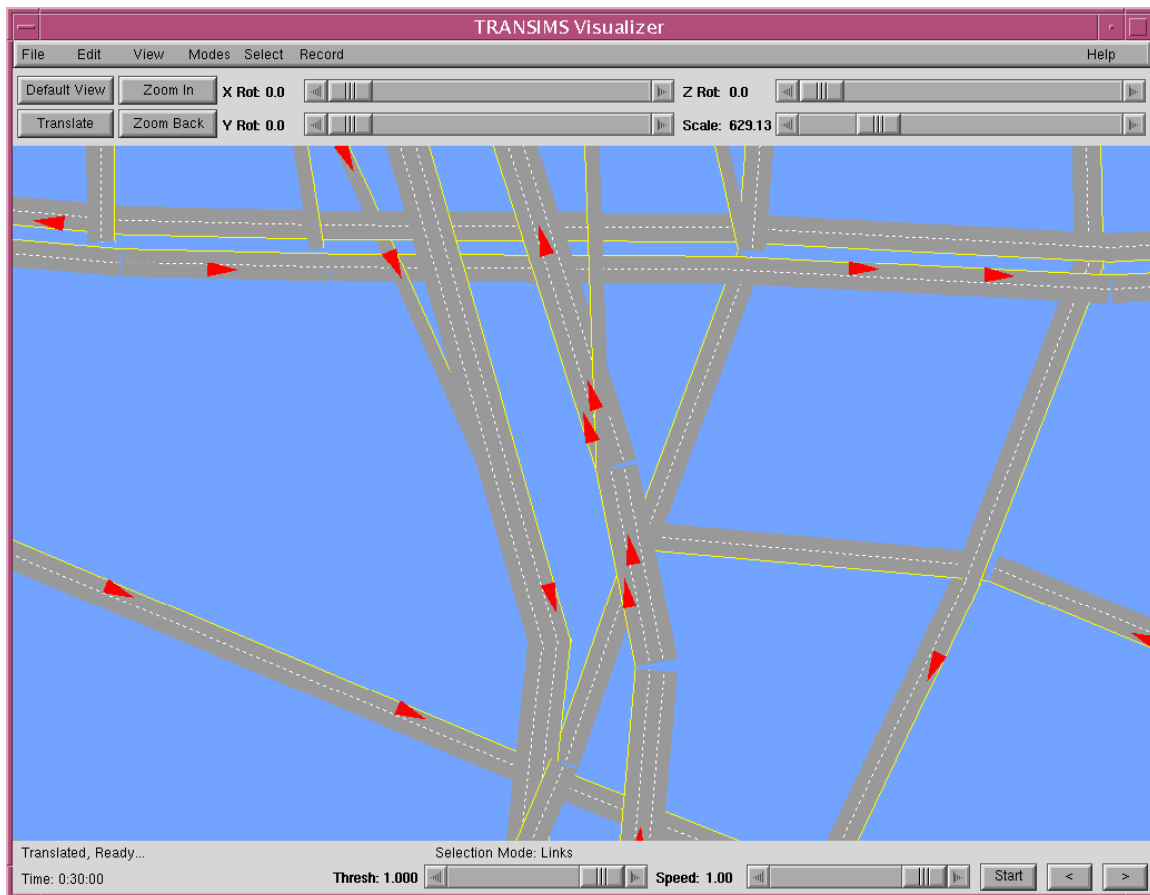 TRANSIMS Visualizer
File Edit View Modes Select Record Help
Default View Zoom In X Rot: 0.0 Z Rot: 0.0
Translate Zoom Back Y Rot: 0.0 Scale: 629.13
Translated, Ready... Selection Mode: Links
Time: 0:30:00 Thresh: 1.000 Speed: 1.00 Start < >